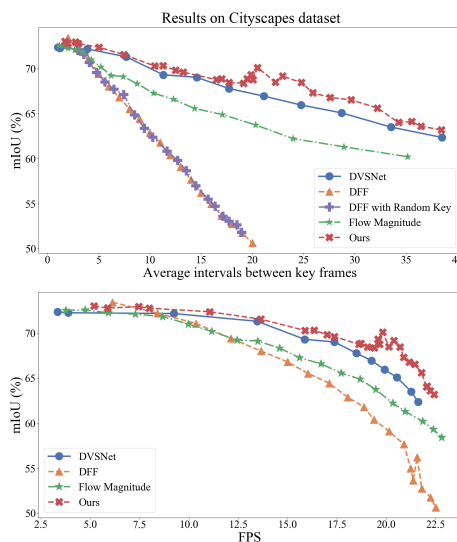 Results on Cityscapes dataset
mIoU (%)
70
65
60
55
50
DVSNet
DFF
DFF with Random Key
Flow Magnitude
Ours
0 5 10 15 20 25 30 35 4
Average intervals between key frames
mIoU (%)
70
65
60
55
50
DVSNet
DFF
Flow Magnitude
Ours
2.5 5.0 7.5 10.0 12.5 15.0 17.5 20.0 22.5
FPS